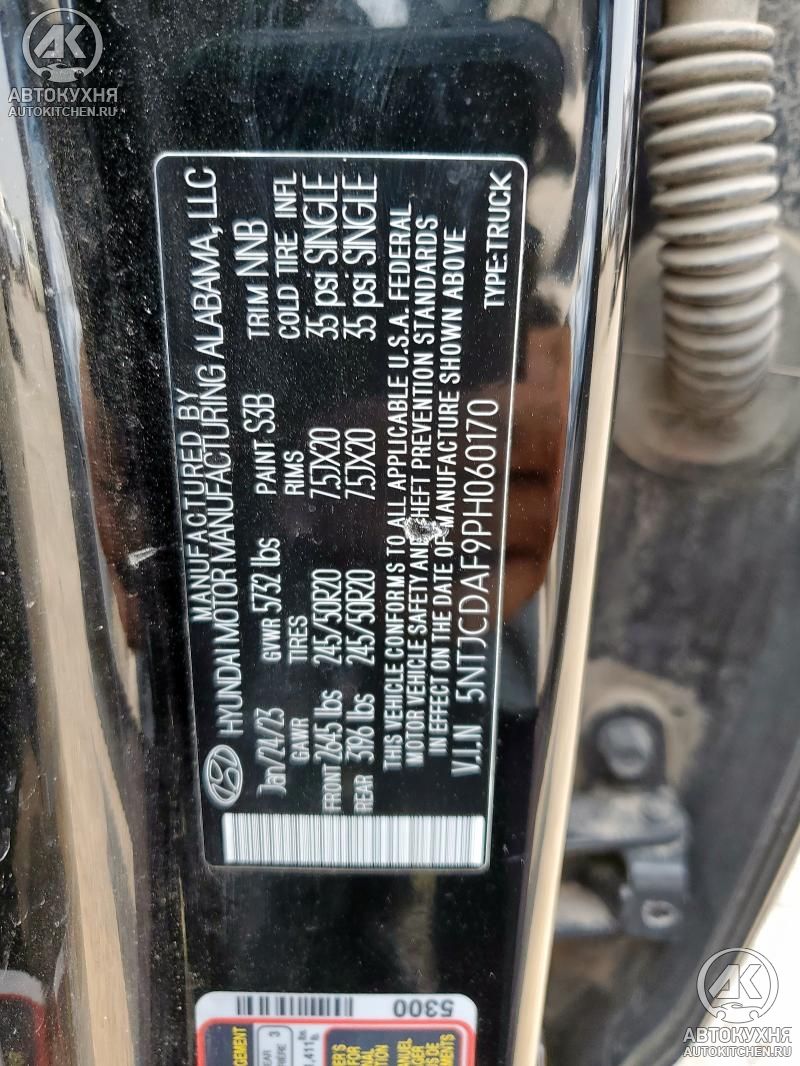 АК
АВТОКУХНЯ
AUTOKITCHEN.RU
MANUFACTURED BY
HYUNDAI MOTOR MANUFACTURING ALABAMA, LLC
Jan/24/23 GVWR 5732 lbs PAINT S3B TRIM NNB
GAWR TIRES RIMS COLD TIRE INFL
FRONT 2645 lbs 245/50R20 7.5JX20 35 psi SINGLE
REAR 3196 lbs 245/50R20 7.5JX20 35 psi SINGLE
THIS VEHICLE CONFORMS TO ALL APPLICABLE U.S.A. FEDERAL
MOTOR VEHICLE SAFETY AND THEFT PREVENTION STANDARDS
IN EFFECT ON THE DATE OF MANUFACTURE SHOWN ABOVE
V.I.N 5NTJCDAF9PH060170
TYPE:TRUCK
5300
АК
АВТОКУХНЯ
AUTOKITCHEN.RU